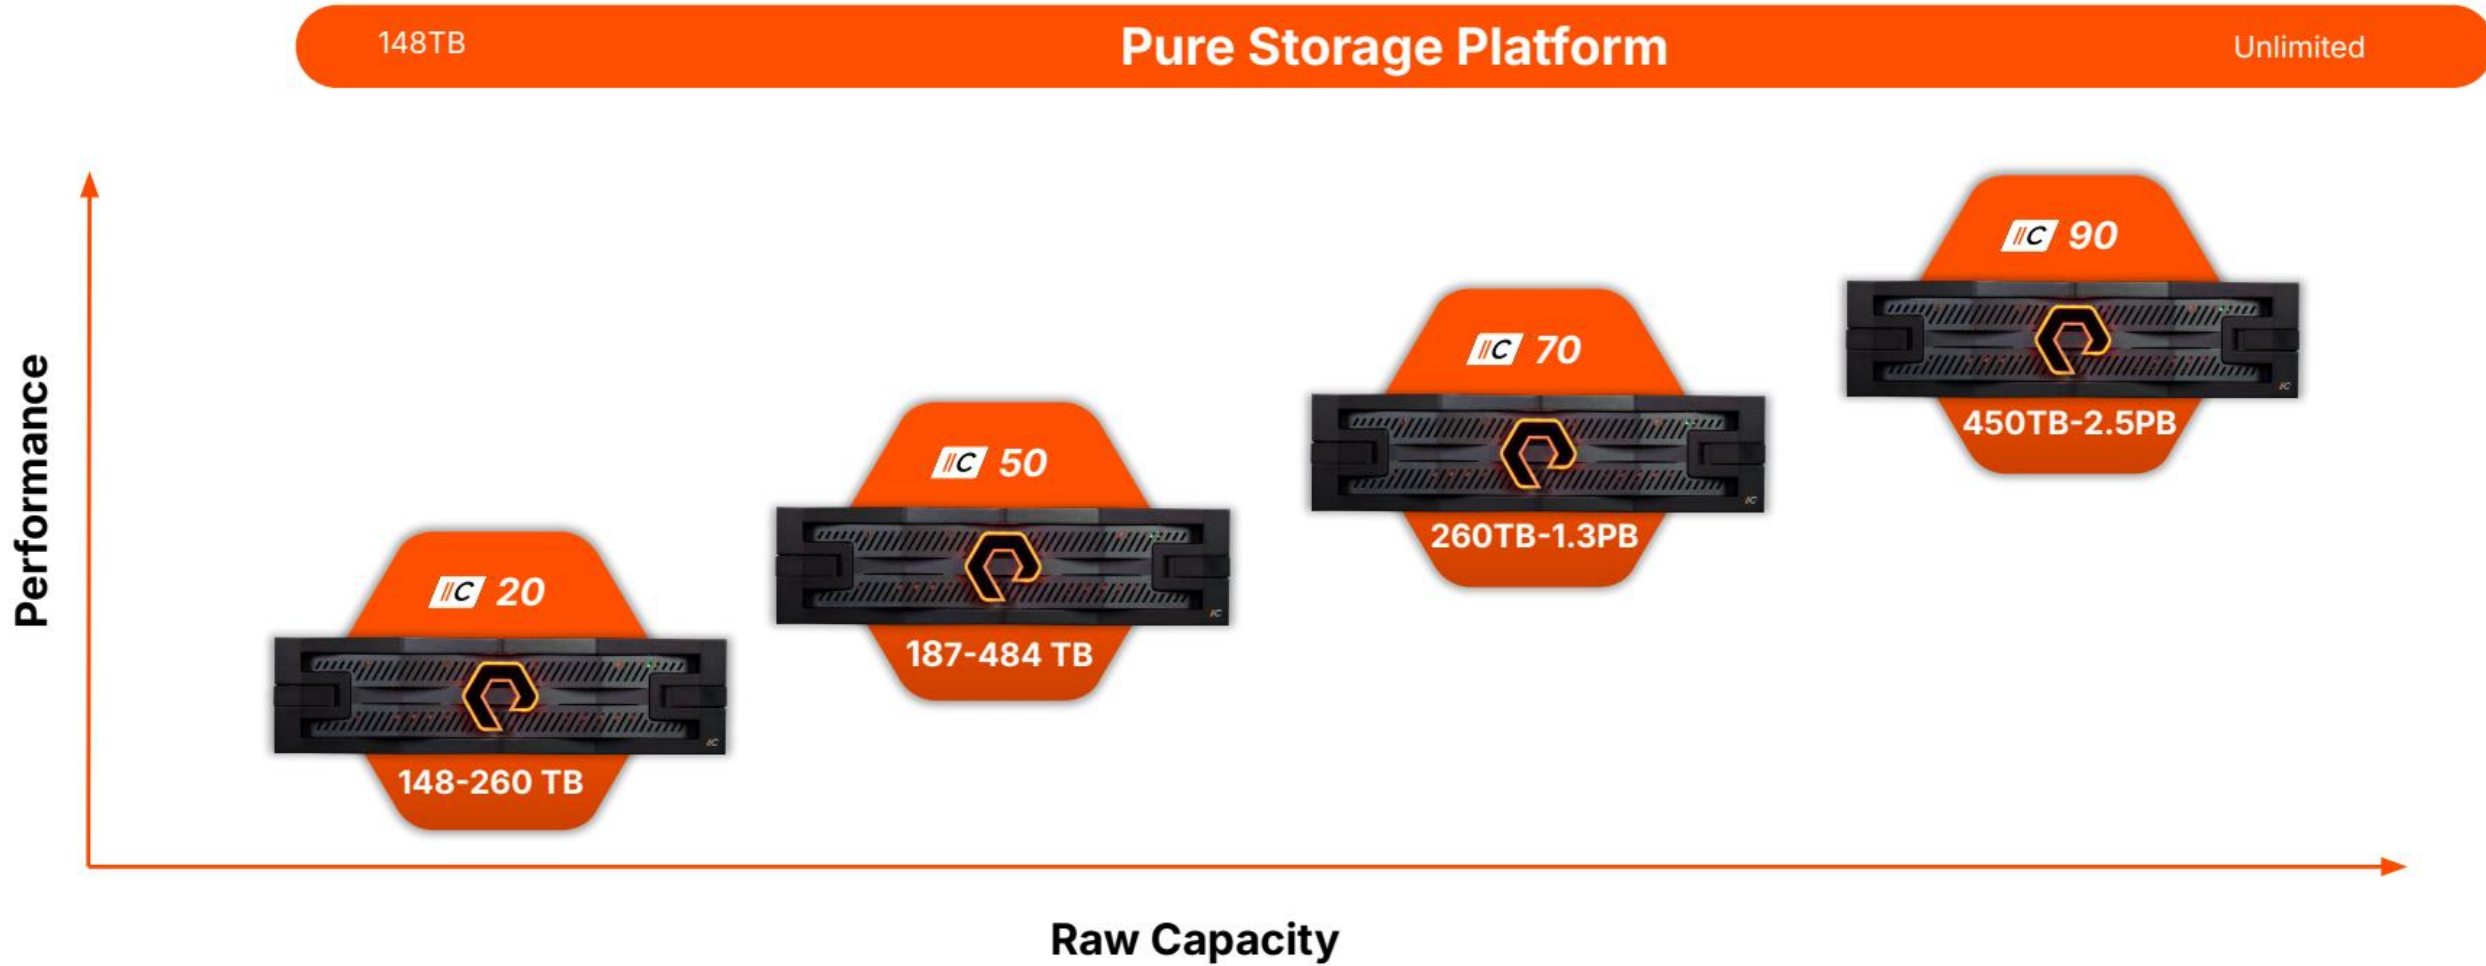 148TB Pure Storage Platform Unlimited
Performance
//C 90
//C
450TB-2.5PB
//C 70
//C
260TB-1.3PB
//C 50
//C
187-484 TB
//C 20
//C
148-260 TB
Raw Capacity